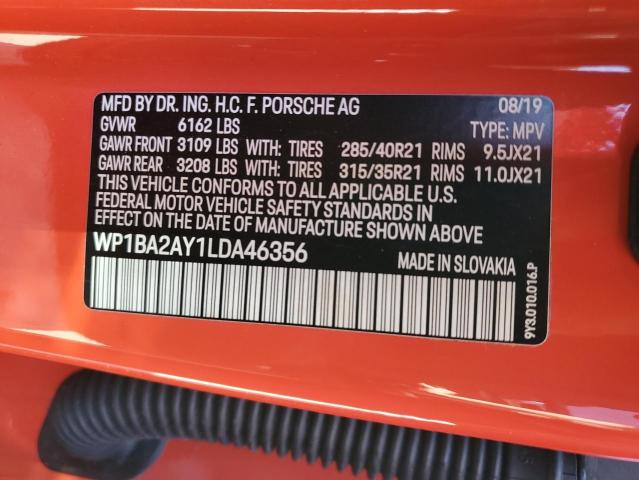 MFD BY DR. ING. H.C. F. PORSCHE AG 08/19
GVWR 6162 LBS TYPE: MPV
GAWR FRONT 3109 LBS WITH: TIRES 285/40R21 RIMS 9.5JX21
GAWR REAR 3208 LBS WITH: TIRES 315/35R21 RIMS 11.0JX21
THIS VEHICLE CONFORMS TO ALL APPLICABLE U.S.
FEDERAL MOTOR VEHICLE SAFETY STANDARDS IN
EFFECT ON THE DATE OF MANUFACTURE SHOWN ABOVE
WP1BA2AY1LDA46356 MADE IN SLOVAKIA
9Y3.010.016.P